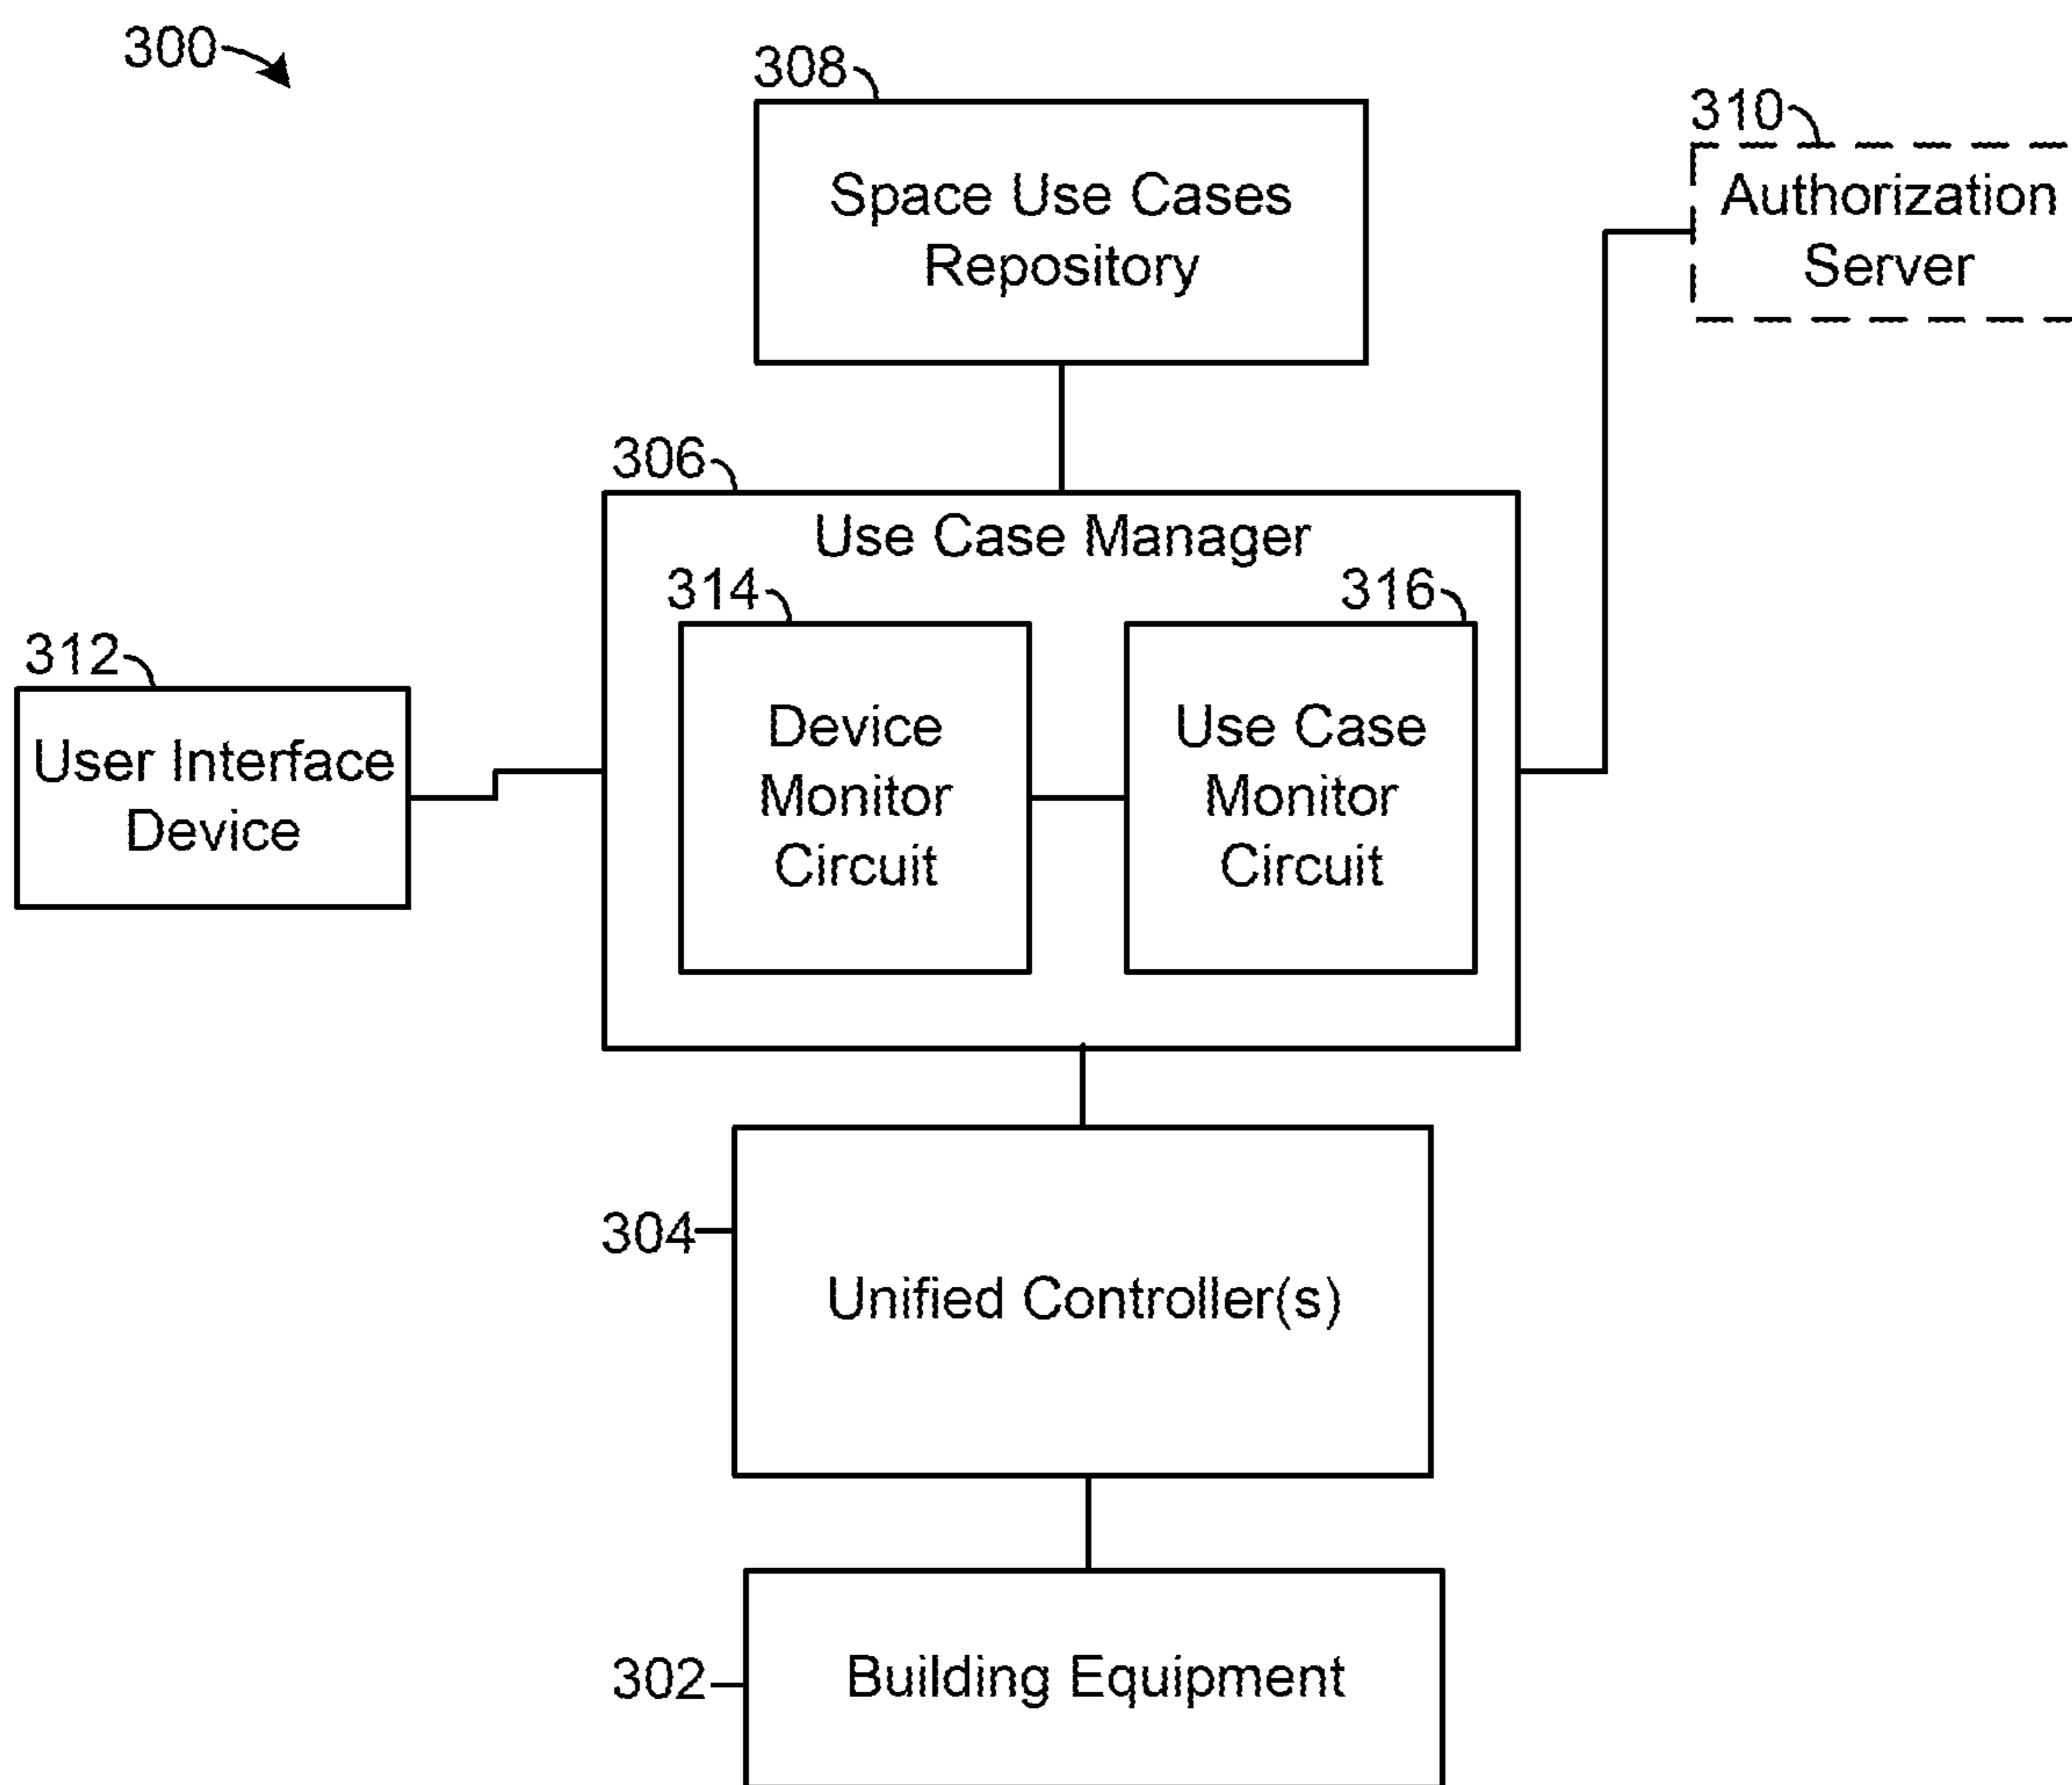 300
308
Space Use Cases
Repository
310
Authorization
Server
306
Use Case Manager
314
316
Device
Monitor
Circuit
Use Case
Monitor
Circuit
312
User Interface
Device
304
Unified Controller(s)
302
Building Equipment